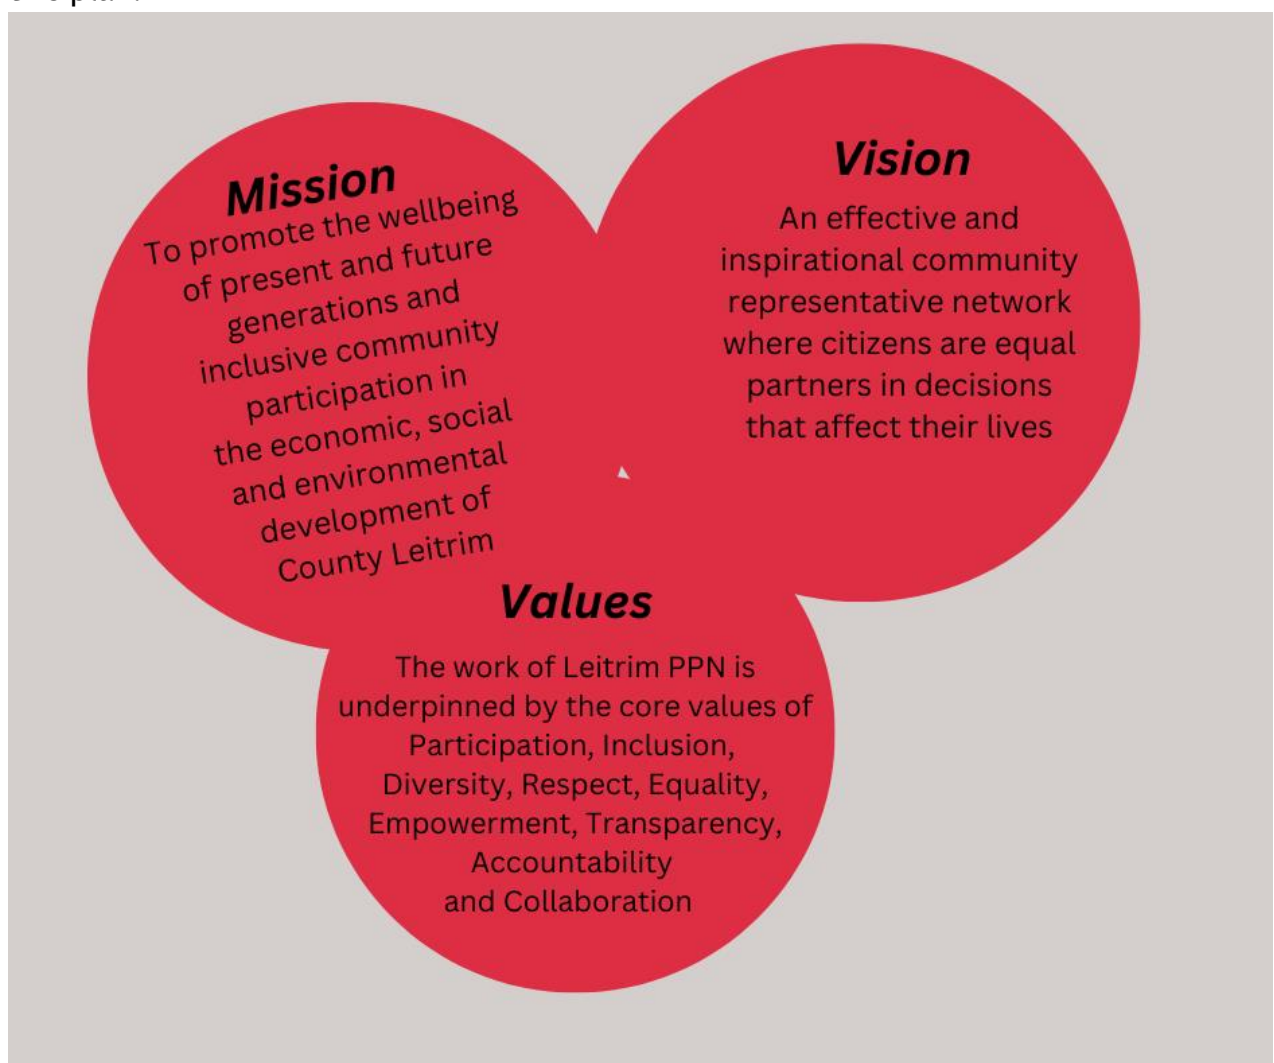 Mission
To promote the wellbeing
of present and future
generations and
inclusive community
participation in
the economic, social
and environmental
development of
County Leitrim
Vision
An effective and
inspirational community
representative network
where citizens are equal
partners in decisions
that affect their lives
Values
The work of Leitrim PPN is
underpinned by the core values of
Participation, Inclusion,
Diversity, Respect, Equality,
Empowerment, Transparency,
Accountability
and Collaboration